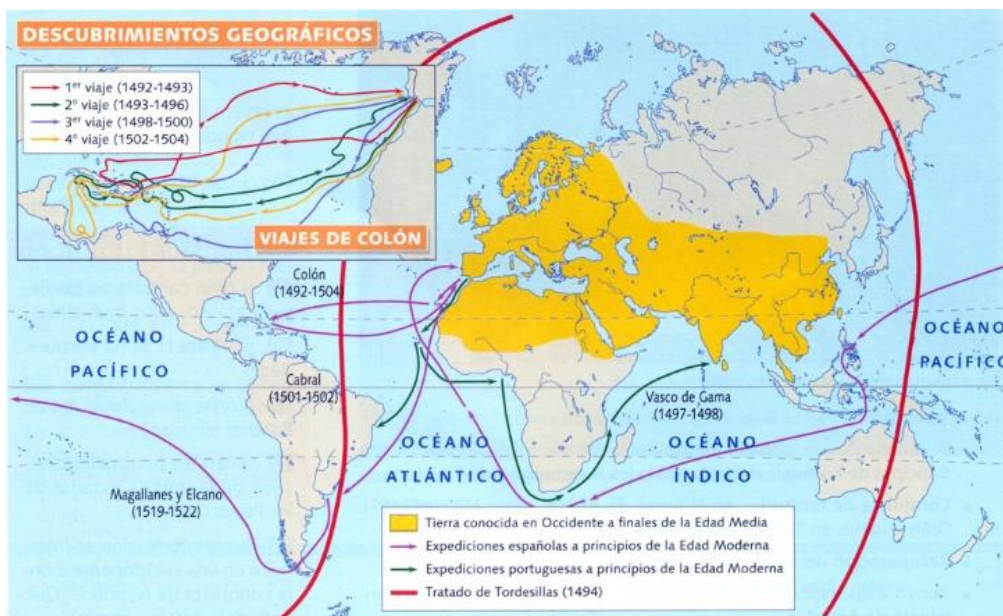 DESCUBRIMIENTOS GEOGRÁFICOS
1er viaje (1492-1493)
2º viaje (1493-1496)
3er viaje (1498-1500)
4º viaje (1502-1504)
VIAJES DE COLÓN
Colón
(1492-1504)
OCÉANO
PACÍFICO
Cabral
(1501-1502)
Magallanes y Elcano
(1519-1522)
OCÉANO
ATLÁNTICO
Vasco de Gama
(1497-1498)
OCÉANO
ÍNDICO
OCÉANO
PACÍFICO
Tierra conocida en Occidente a finales de la Edad Media
Expediciones españolas a principios de la Edad Moderna
Expediciones portuguesas a principios de la Edad Moderna
Tratado de Tordesillas (1494)